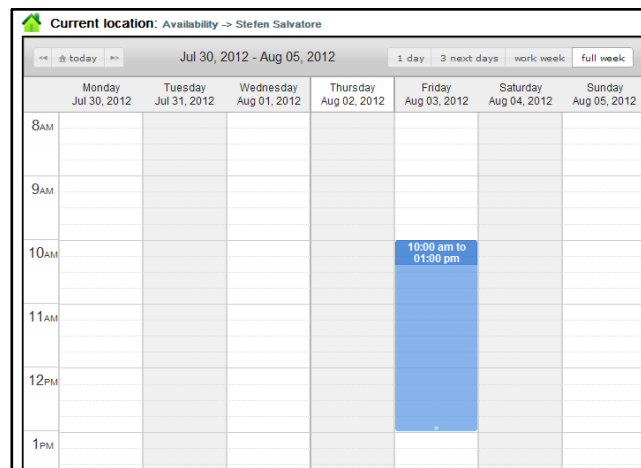 Current location: Availability -> Stefen Salvatore
today Jul 30, 2012 - Aug 05, 2012 1 day 3 next days work week full week
Monday Tuesday Wednesday Thursday Friday Saturday Sunday
Jul 30, 2012 Jul 31, 2012 Aug 01, 2012 Aug 02, 2012 Aug 03, 2012 Aug 04, 2012 Aug 05, 2012
8AM
9AM
10AM
10:00 am to
01:00 pm
11AM
12PM
1PM